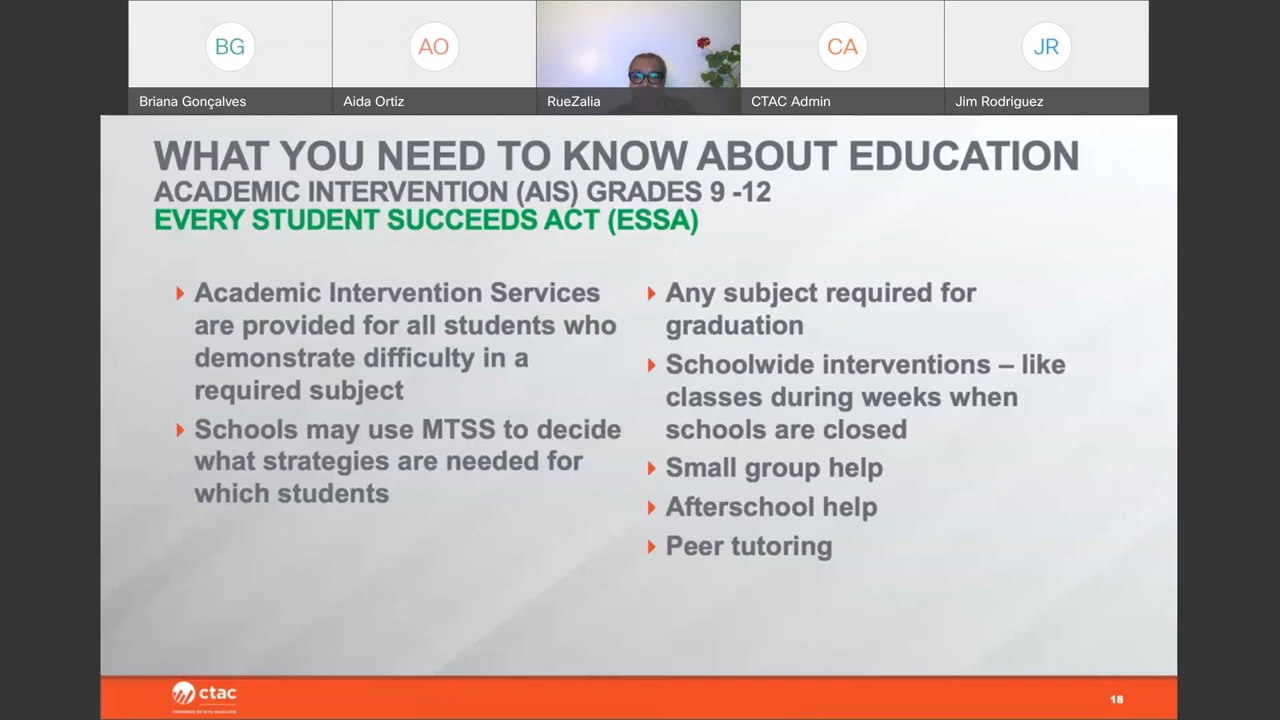 BG
AO
CA
JR
Briana Gonçalves
Aida Ortiz
RueZalia
CTAC Admin
Jim Rodriguez
WHAT YOU NEED TO KNOW ABOUT EDUCATION
ACADEMIC INTERVENTION (AIS) GRADES 9 -12
EVERY STUDENT SUCCEEDS ACT (ESSA)
Academic Intervention Services
are provided for all students who
demonstrate difficulty in a
required subject
Schools may use MTSS to decide
what strategies are needed for
which students
Any subject required for
graduation
Schoolwide interventions – like
classes during weeks when
schools are closed
Small group help
Afterschool help
Peer tutoring
ctac
POWERED BY NYU MCSILVER
18